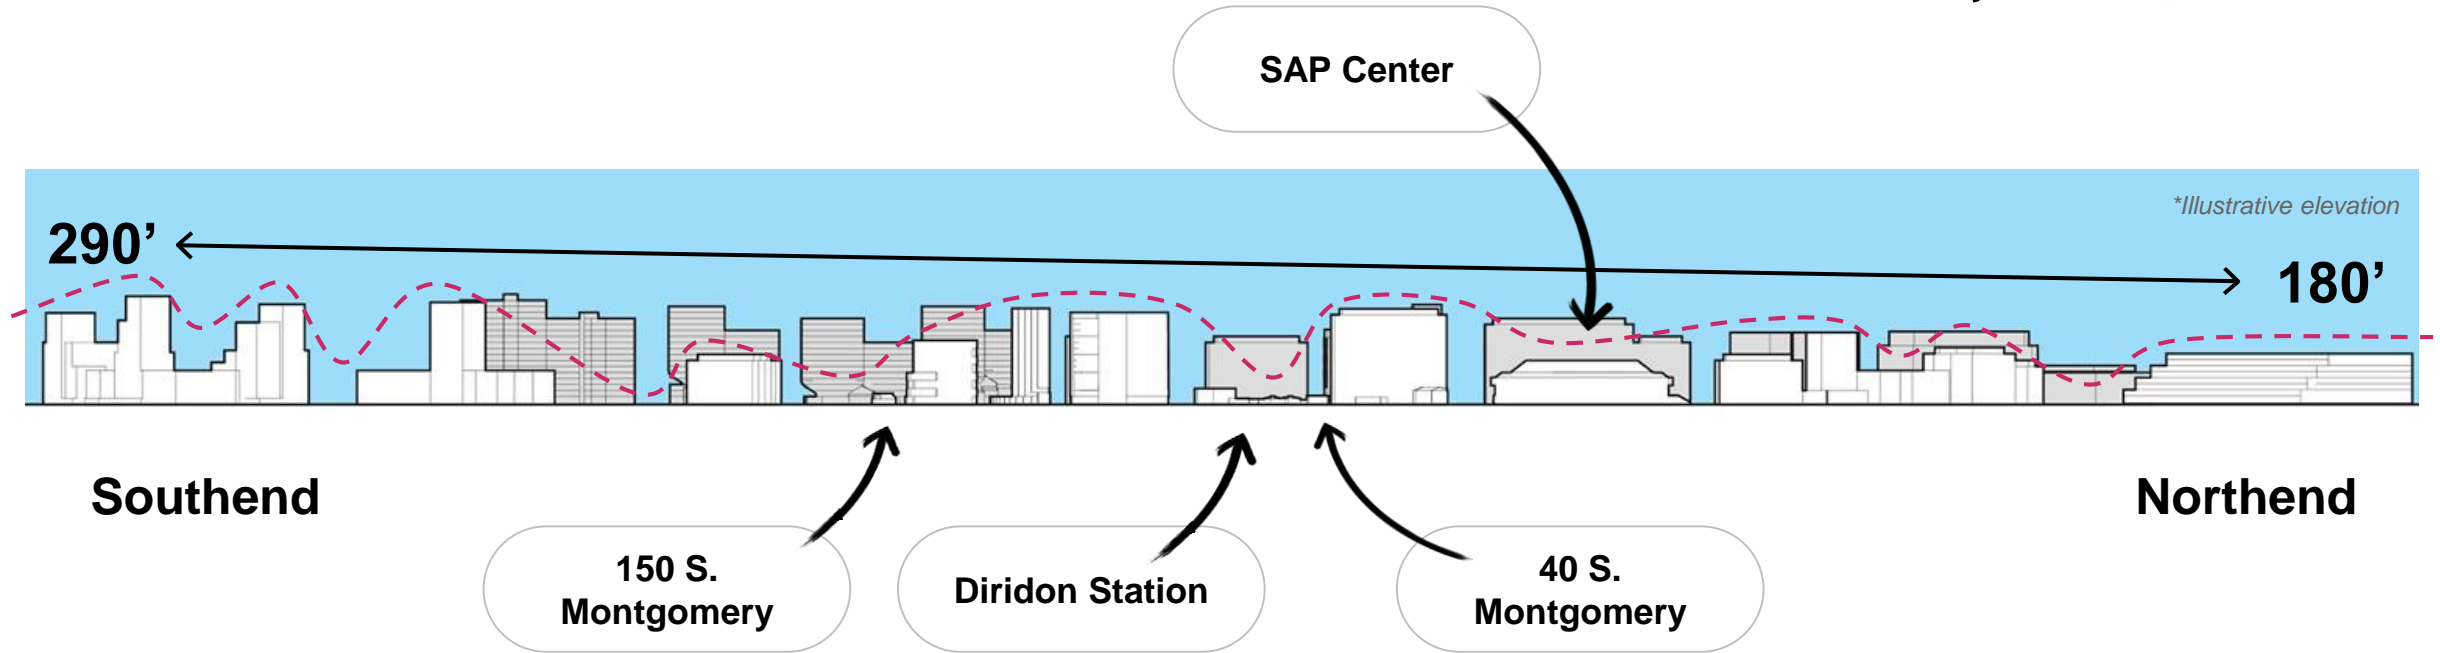 SAP Center
*Illustrative elevation
290’
180’
Southend
Northend
150 S.
Montgomery
Diridon Station
40 S.
Montgomery